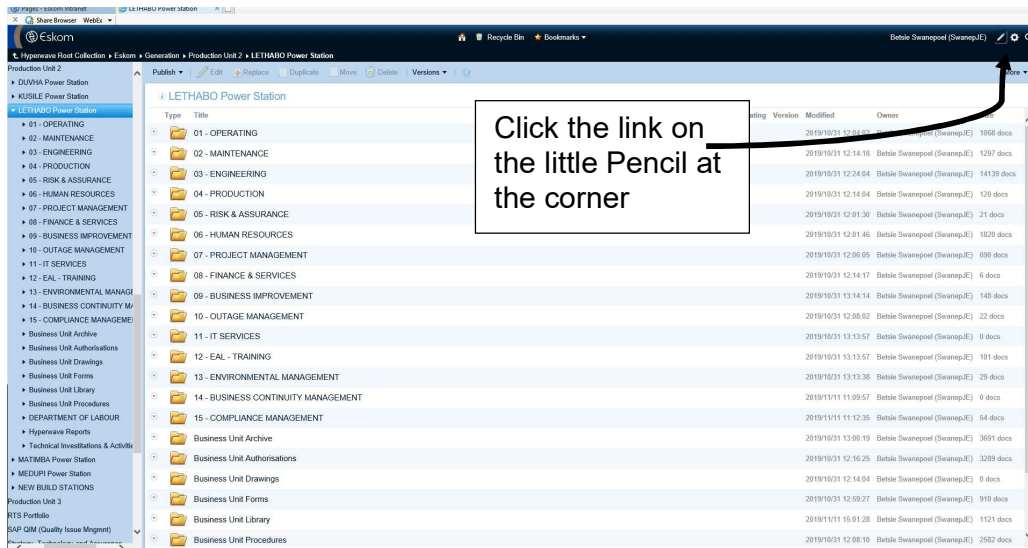 Pages - Eskom Intranet
LETHABO Power Station
x Share Browser WebEx
Eskom
Recycle Bin Bookmarks
Betsie Swanepoel (SwanepJE)
Hyperwave Root Collection Eskom Generation Production Unit 2 LETHABO Power Station
Production Unit 2
DUVHA Power Station
KUSILE Power Station
LETHABO Power Station
01 - OPERATING
02 - MAINTENANCE
03 - ENGINEERING
04 - PRODUCTION
05 - RISK & ASSURANCE
06 - HUMAN RESOURCES
07 - PROJECT MANAGEMENT
08 - FINANCE & SERVICES
09 - BUSINESS IMPROVEMENT
10 - OUTAGE MANAGEMENT
11 - IT SERVICES
12 - EAL - TRAINING
13 - ENVIRONMENTAL MANAGE
14 - BUSINESS CONTINUITY MA
15 - COMPLIANCE MANAGEME
Business Unit Archive
Business Unit Authorisations
Business Unit Drawings
Business Unit Forms
Business Unit Library
Business Unit Procedures
DEPARTMENT OF LABOUR
Hyperwave Reports
Technical Investitations & Activitie
MATIMBA Power Station
MEDUPI Power Station
NEW BUILD STATIONS
Production Unit 3
RTS Portfolio
SAP QIM (Quality Issue Mngmnt)
Publish Edit Replace Duplicate Move Delete Versions
More
LETHABO Power Station
Type Title Rating Version Modified Owner Size
01 - OPERATING 2019/10/31 12:04:02 Betsie Swanepoel (SwanepJE) 1068 docs
02 - MAINTENANCE 2019/10/31 12:14:18 Betsie Swanepoel (SwanepJE) 1297 docs
03 - ENGINEERING 2019/10/31 12:24:04 Betsie Swanepoel (SwanepJE) 14139 docs
04 - PRODUCTION 2019/10/31 12:14:04 Betsie Swanepoel (SwanepJE) 120 docs
05 - RISK & ASSURANCE 2019/10/31 12:01:30 Betsie Swanepoel (SwanepJE) 21 docs
06 - HUMAN RESOURCES 2019/10/31 12:01:46 Betsie Swanepoel (SwanepJE) 1820 docs
07 - PROJECT MANAGEMENT 2019/10/31 12:06:05 Betsie Swanepoel (SwanepJE) 690 docs
08 - FINANCE & SERVICES 2019/10/31 12:14:17 Betsie Swanepoel (SwanepJE) 6 docs
09 - BUSINESS IMPROVEMENT 2019/10/31 13:14:14 Betsie Swanepoel (SwanepJE) 148 docs
10 - OUTAGE MANAGEMENT 2019/10/31 12:08:02 Betsie Swanepoel (SwanepJE) 22 docs
11 - IT SERVICES 2019/10/31 13:13:57 Betsie Swanepoel (SwanepJE) 0 docs
12 - EAL - TRAINING 2019/10/31 13:13:57 Betsie Swanepoel (SwanepJE) 101 docs
13 - ENVIRONMENTAL MANAGEMENT 2019/10/31 13:13:38 Betsie Swanepoel (SwanepJE) 29 docs
14 - BUSINESS CONTINUITY MANAGEMENT 2019/11/11 11:09:57 Betsie Swanepoel (SwanepJE) 0 docs
15 - COMPLIANCE MANAGEMENT 2019/11/11 11:12:35 Betsie Swanepoel (SwanepJE) 54 docs
Business Unit Archive 2019/10/31 13:00:19 Betsie Swanepoel (SwanepJE) 3691 docs
Business Unit Authorisations 2019/10/31 12:16:25 Betsie Swanepoel (SwanepJE) 3289 docs
Business Unit Drawings 2019/10/31 12:14:04 Betsie Swanepoel (SwanepJE) 0 docs
Business Unit Forms 2019/10/31 12:59:27 Betsie Swanepoel (SwanepJE) 910 docs
Business Unit Library 2019/11/11 15:01:28 Betsie Swanepoel (SwanepJE) 1121 docs
Business Unit Procedures 2019/10/31 12:08:10 Betsie Swanepoel (SwanepJE) 2582 docs
Click the link on
the little Pencil at
the corner